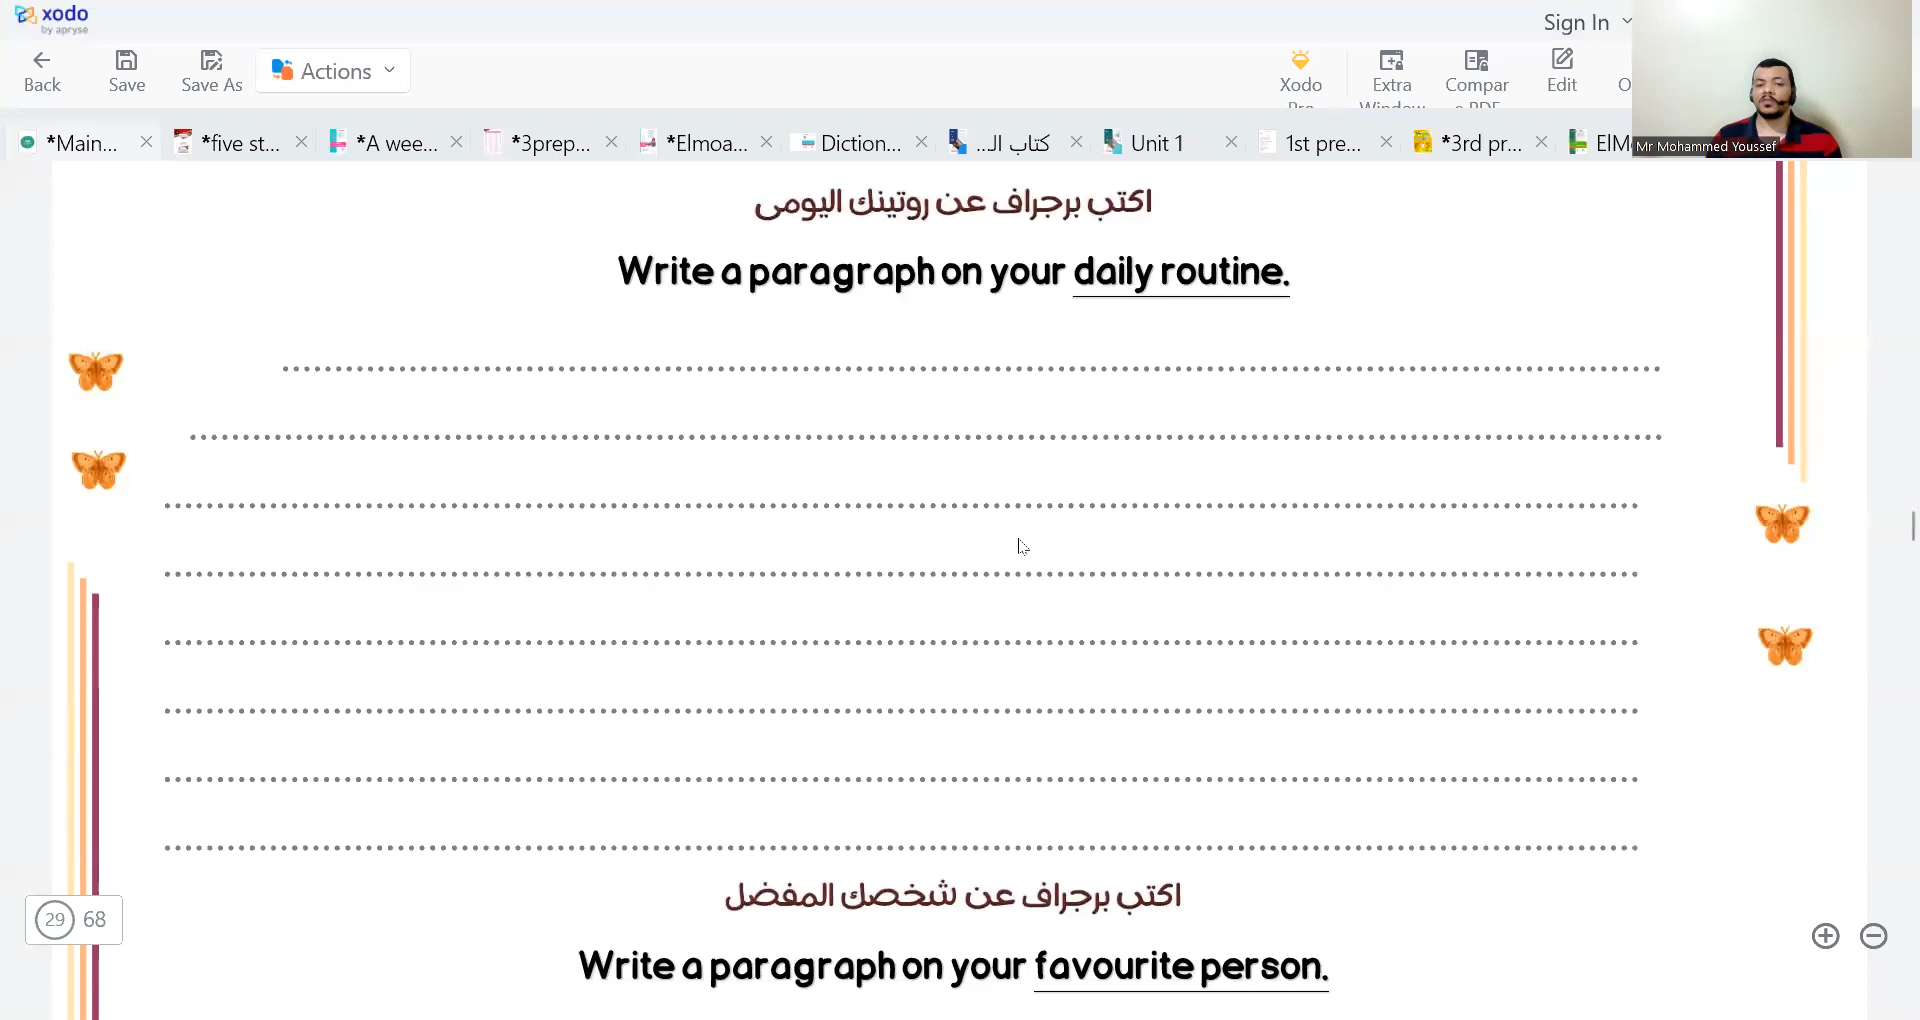 xodo
by apryse
Sign In
Back
Save
Save As
Actions
Xodo
Extra
Compar
Edit
*Main...
*five st...
*A wee...
*3prep...
*Elmoa...
Diction...
كتاب ال...
Unit 1
1st pre...
*3rd pr...
Mr Mohammed Youssef
اكتب برجراف عن روتينك اليومى
Write a paragraph on your daily routine.
اكتب برجراف عن شخصك المفضل
Write a paragraph on your favourite person.
29 68